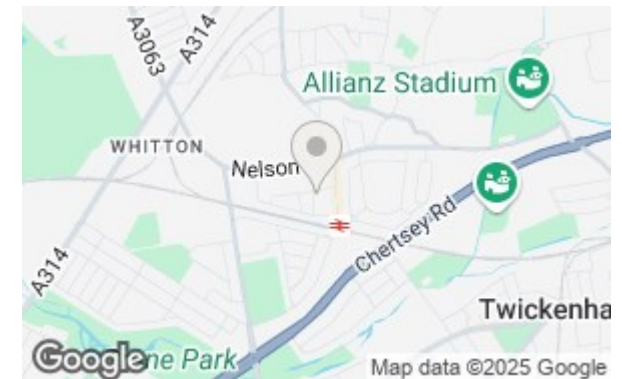 A3063
A314
Allianz Stadium
WHITTON
Nelson
Chertsey Rd
A314
Twickenha
Google
ne Park
Map data ©2025 Google